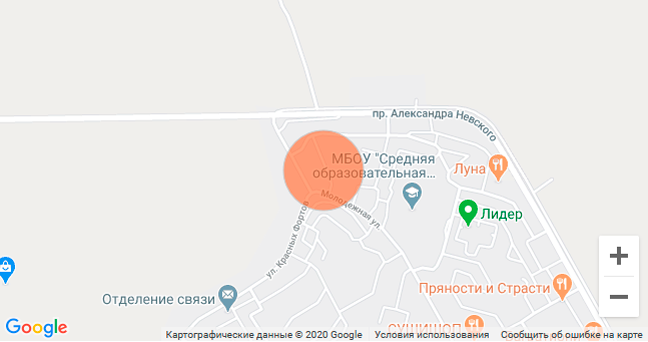 пр. Александра Невского
МБОУ "Средняя
образовательная...
Луна
Молодежная ул.
Лидер
ул. Красных Фортов
Пряности и Страсти
Отделение связи
СУШИШОП
Google
Картографические данные © 2020 Google
Условия использования
Сообщить об ошибке на карте